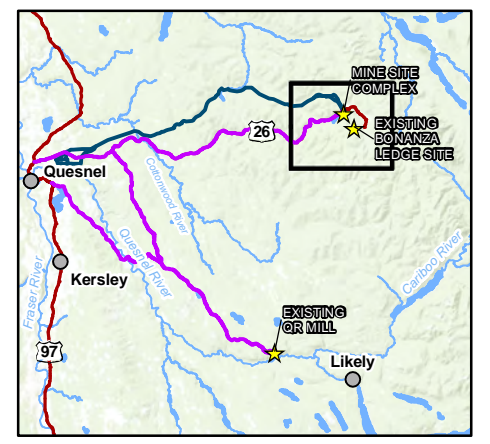 MINE SITE
COMPLEX
26
EXISTING
BONANZA
LEDGE SITE
Quesnel
Cottonwood River
Quesnel River
Cariboo River
Fraser River
Kersley
EXISTING
QR MILL
97
Likely